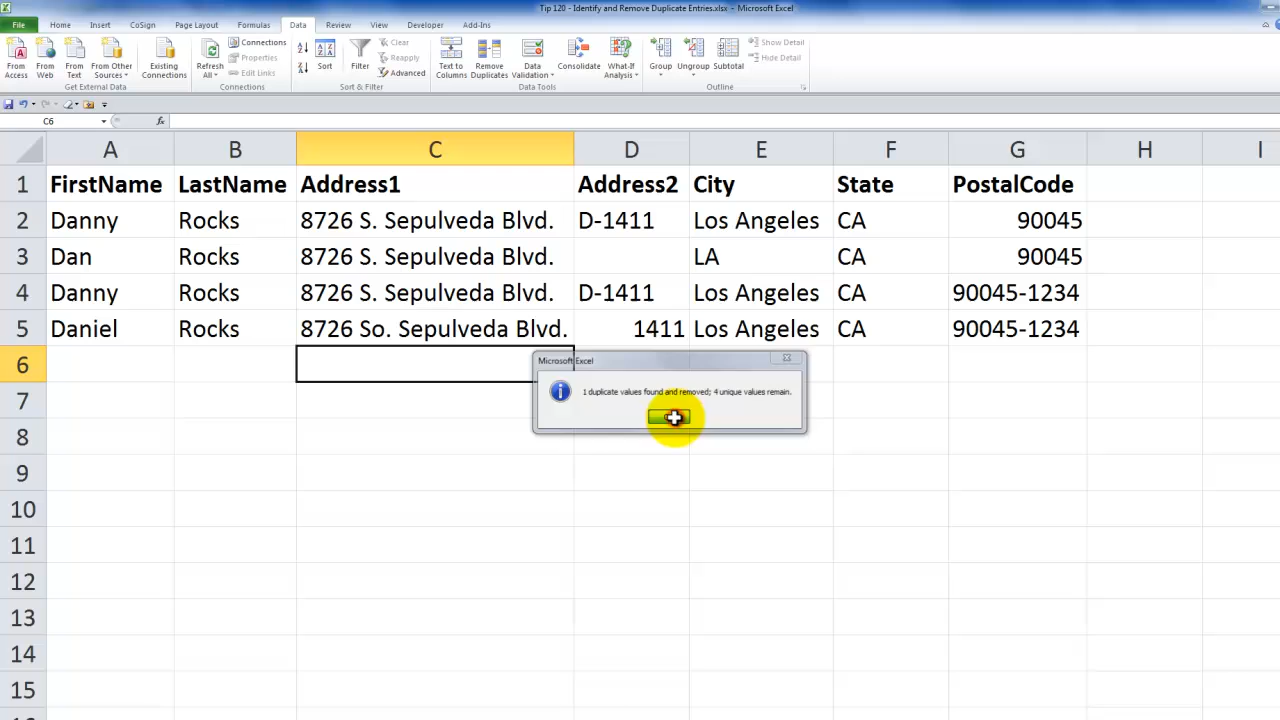 Tip 120 - Identify and Remove Duplicate Entries.xlsx - Microsoft Excel
File Home Insert CoSign Page Layout Formulas Data Review View Developer Add-Ins
From Access
From Web
From Text
From Other Sources
Existing Connections
Refresh All
Connections
Properties
Edit Links
Sort
Filter
Clear
Reapply
Advanced
Text to Columns
Remove Duplicates
Data Validation
Consolidate
What-If Analysis
Group
Ungroup
Subtotal
Show Detail
Hide Detail
Get External Data Connections Sort & Filter Data Tools Outline
C6 fx
A B C D E F G H I
1 FirstName LastName Address1 Address2 City State PostalCode
2 Danny Rocks 8726 S. Sepulveda Blvd. D-1411 Los Angeles CA 90045
3 Dan Rocks 8726 S. Sepulveda Blvd. LA CA 90045
4 Danny Rocks 8726 S. Sepulveda Blvd. D-1411 Los Angeles CA 90045-1234
5 Daniel Rocks 8726 So. Sepulveda Blvd. 1411 Los Angeles CA 90045-1234
6
Microsoft Excel
1 duplicate values found and removed; 4 unique values remain.
7
8
9
10
11
12
13
14
15